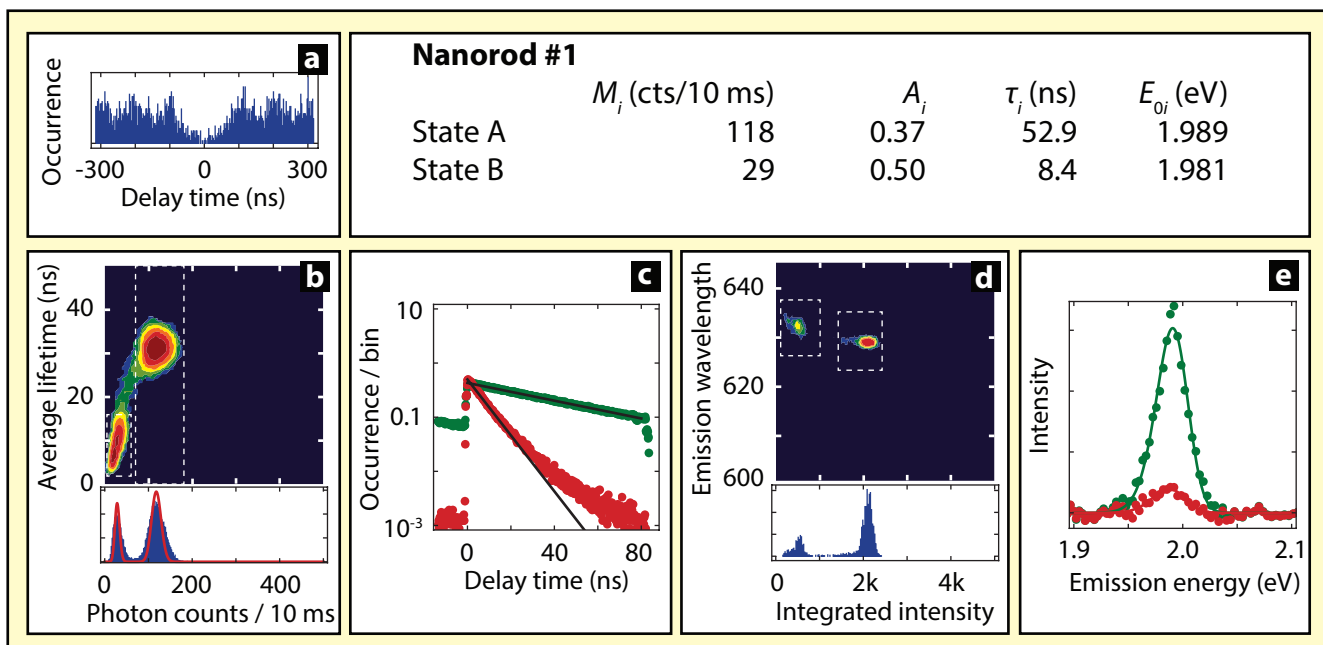 a
Occurrence
-300 0 300
Delay time (ns)
Nanorod #1
M_i (cts/10 ms) A_i τ_i (ns) E_0i (eV)
State A 118 0.37 52.9 1.989
State B 29 0.50 8.4 1.981
b
Average lifetime (ns)
40
20
0
0 200 400
Photon counts / 10 ms
c
Occurrence / bin
10
0.1
10^-3
0 40 80
Delay time (ns)
d
Emission wavelength
640
620
600
0 2k 4k
Integrated intensity
e
Intensity
1.9 2.0 2.1
Emission energy (eV)